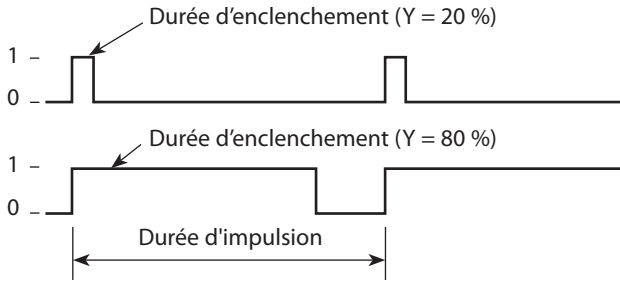 Durée d’enclenchement (Y = 20 %)
1
0
Durée d’enclenchement (Y = 80 %)
1
0
Durée d'impulsion